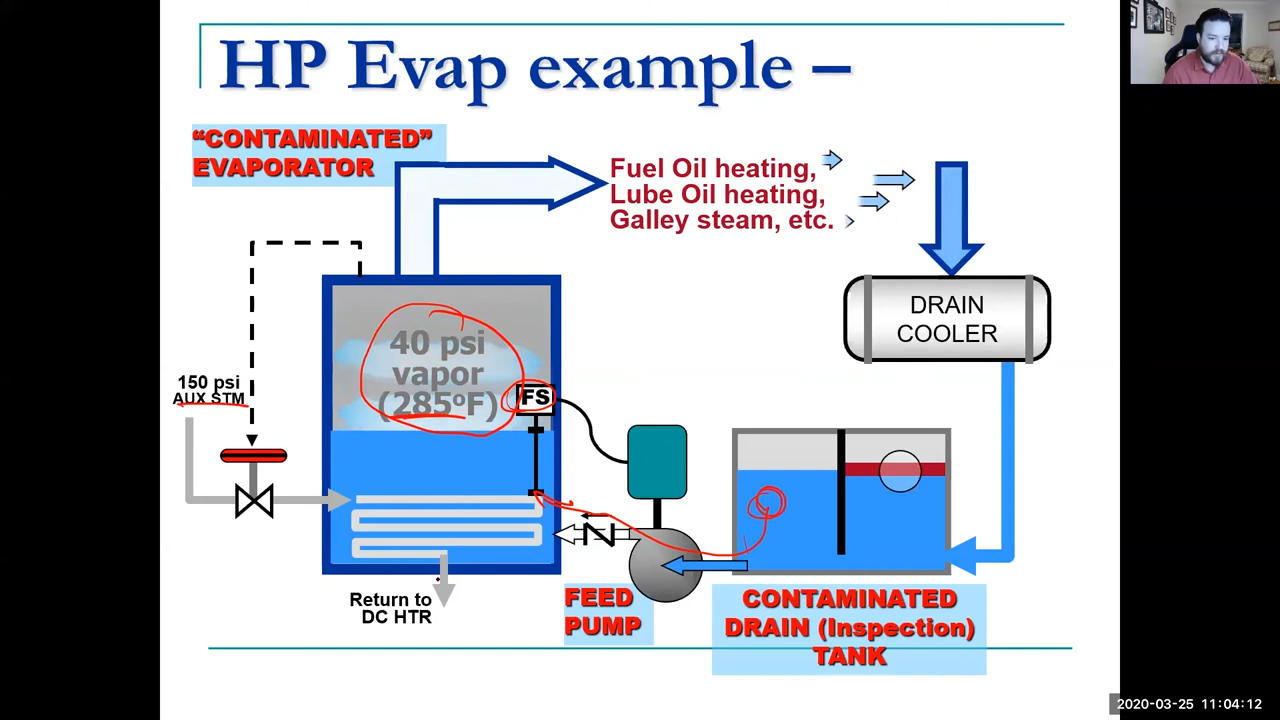 HP Evap example –
“CONTAMINATED”
EVAPORATOR
Fuel Oil heating,
Lube Oil heating,
Galley steam, etc.
DRAIN
COOLER
40 psi
vapor
(285ºF)
FS
150 psi
AUX STM
Return to
DC HTR
FEED
PUMP
CONTAMINATED
DRAIN (Inspection)
TANK
2020-03-25 11:04:12